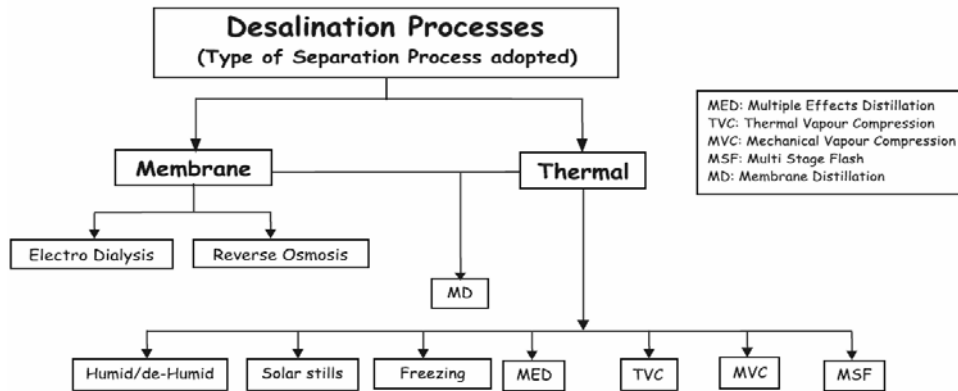 Desalination Processes
(Type of Separation Process adopted)
MED: Multiple Effects Distillation
TVC: Thermal Vapour Compression
MVC: Mechanical Vapour Compression
MSF: Multi Stage Flash
MD: Membrane Distillation
Membrane
Thermal
Electro Dialysis
Reverse Osmosis
MD
Humid/de-Humid
Solar stills
Freezing
MED
TVC
MVC
MSF